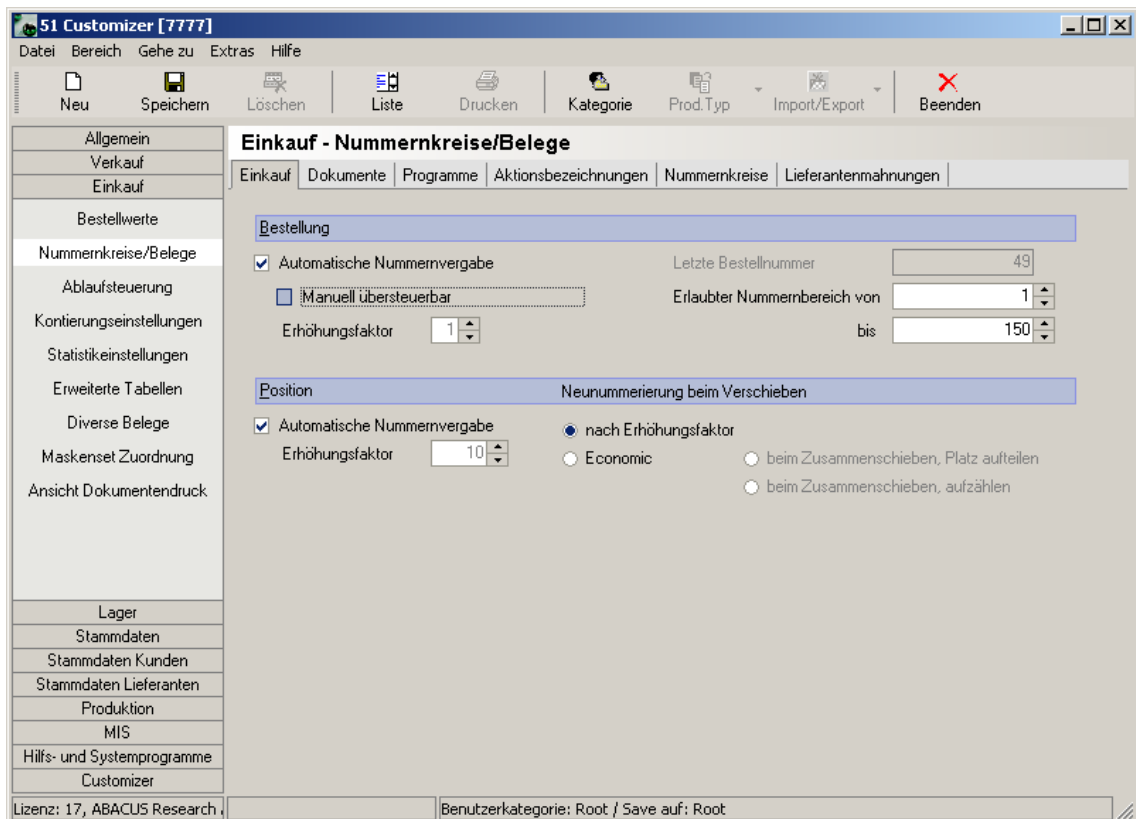 51 Customizer [7777]
Datei Bereich Gehe zu Extras Hilfe
Neu Speichern Löschen Liste Drucken Kategorie Prod.Typ Import/Export Beenden
Allgemein
Verkauf
Einkauf
Bestellwerte
Nummernkreise/Belege
Ablaufsteuerung
Kontierungseinstellungen
Statistikeinstellungen
Erweiterte Tabellen
Diverse Belege
Maskenset Zuordnung
Ansicht Dokumentendruck
Lager
Stammdaten
Stammdaten Kunden
Stammdaten Lieferanten
Produktion
MIS
Hilfs- und Systemprogramme
Customizer
Einkauf - Nummernkreise/Belege
Einkauf Dokumente Programme Aktionsbezeichnungen Nummernkreise Lieferantenmahnungen
Bestellung
Automatische Nummernvergabe Letzte Bestellnummer 49
Manuell übersteuerbar Erlaubter Nummernbereich von 1
Erhöhungsfaktor 1 bis 150
Position Neunummerierung beim Verschieben
Automatische Nummernvergabe nach Erhöhungsfaktor
Erhöhungsfaktor 10 Economic beim Zusammenschieben, Platz aufteilen
beim Zusammenschieben, aufzählen
Lizenz: 17, ABACUS Research Benutzerkategorie: Root / Save auf: Root